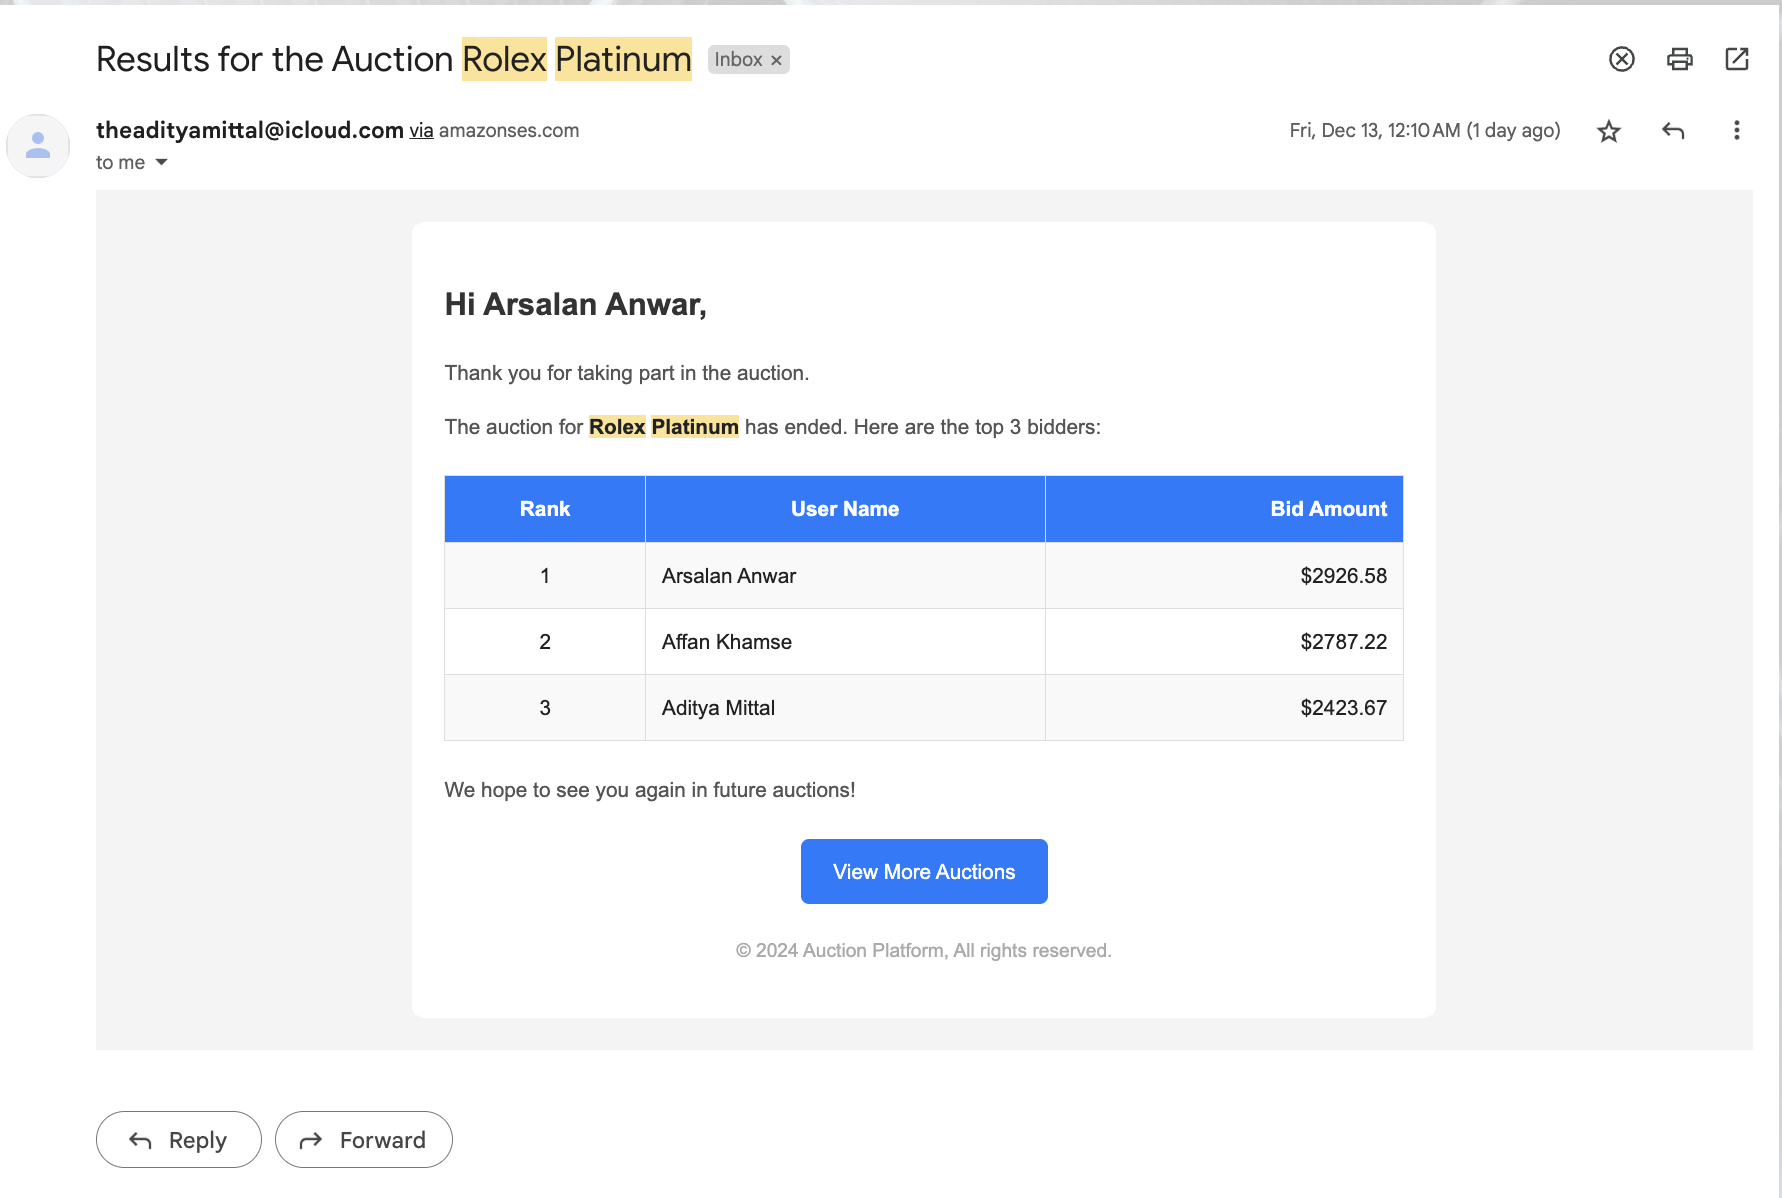 Results for the Auction Rolex Platinum Inbox ×
theadityamittal@icloud.com via amazonses.com Fri, Dec 13, 12:10 AM (1 day ago)
to me
Hi Arsalan Anwar,
Thank you for taking part in the auction.
The auction for Rolex Platinum has ended. Here are the top 3 bidders:
Rank User Name Bid Amount
1 Arsalan Anwar $2926.58
2 Affan Khamse $2787.22
3 Aditya Mittal $2423.67
We hope to see you again in future auctions!
View More Auctions
© 2024 Auction Platform, All rights reserved.
Reply Forward